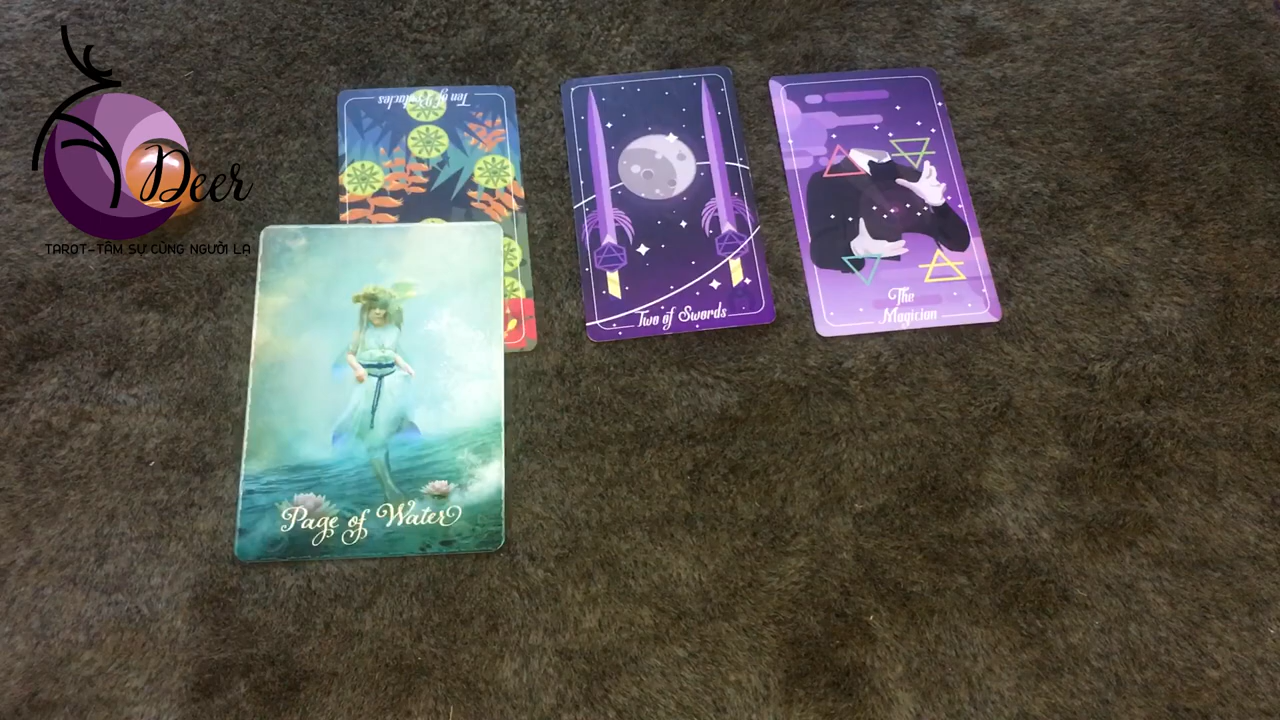 Deer
TAROT-TÂM SỰ CÙNG NGƯỜI LẠ
Ten of Pentacles
Two of Swords
The
Magician
Page of Water